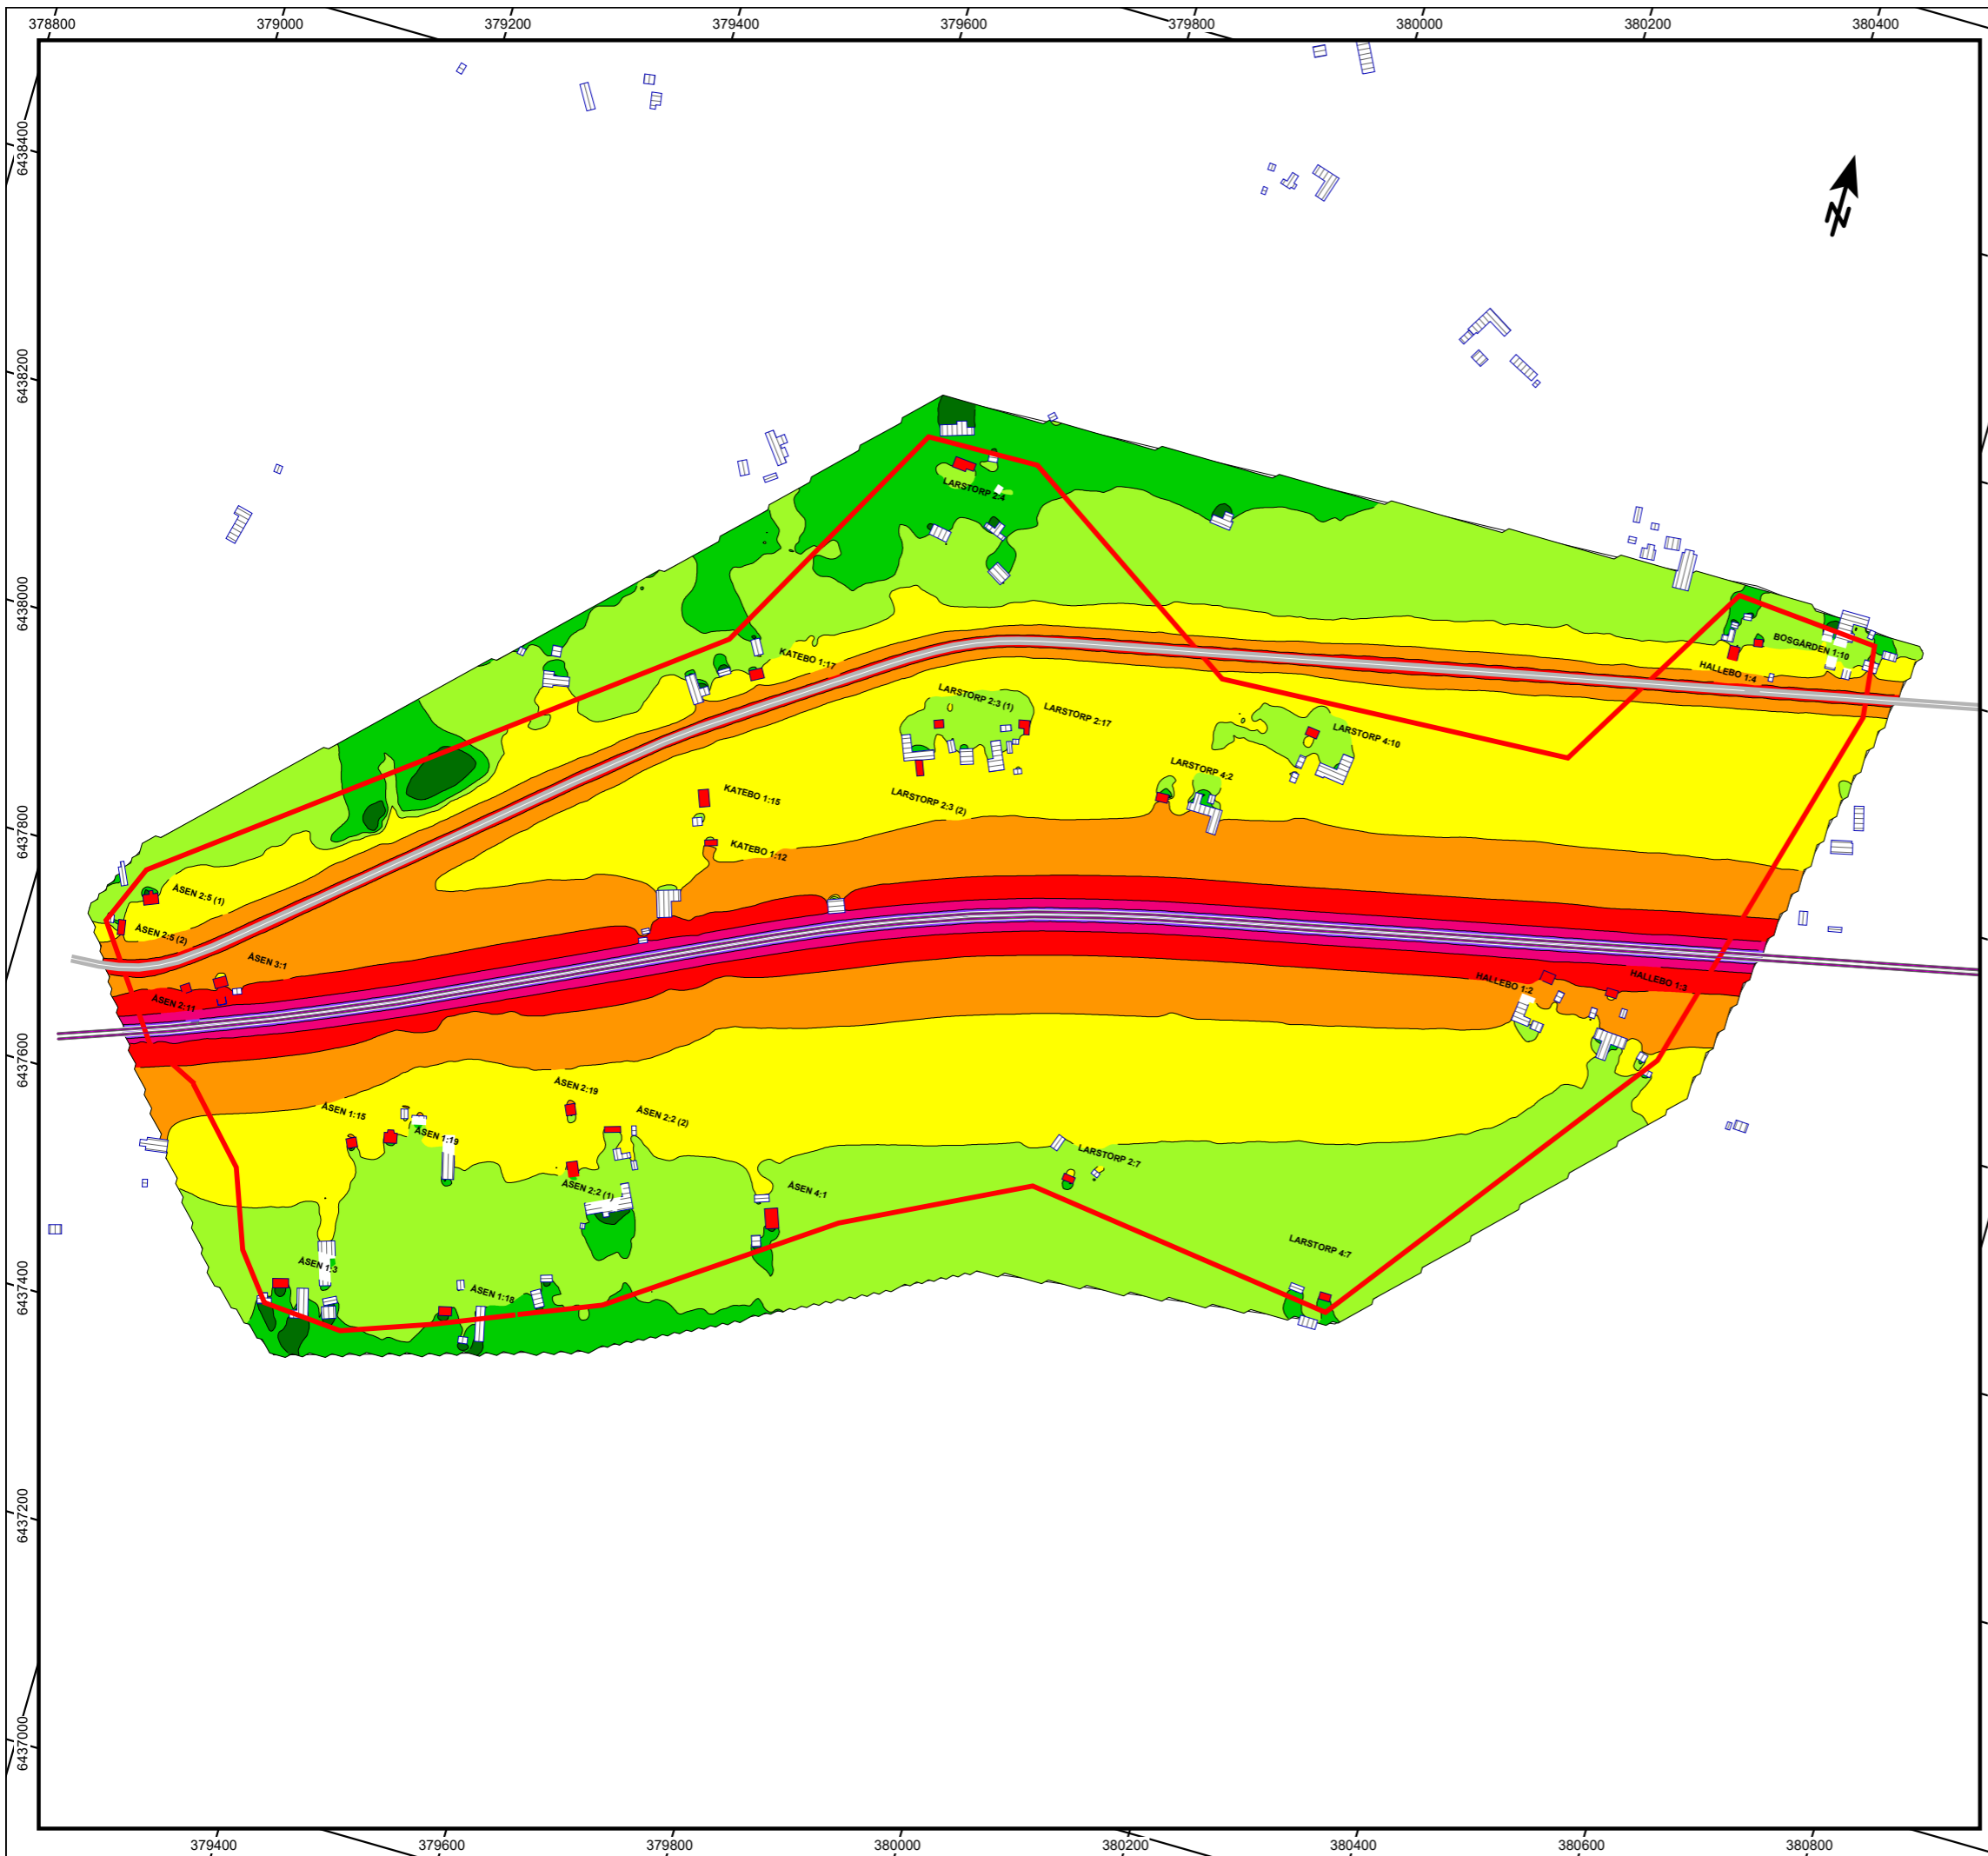 378800
379000
379200
379400
379600
379800
380000
380200
380400
6438400
6438200
6438000
6437800
6437600
6437400
6437200
6437000
N
LARSTORP 2:4
KATEBO 1:17
BOSGÅRDEN 1:10
HALLEBO 1:4
LARSTORP 2:3 (1)
LARSTORP 2:17
LARSTORP 4:10
LARSTORP 4:2
KATEBO 1:15
LARSTORP 2:3 (2)
KATEBO 1:12
ÅSEN 2:5 (1)
ÅSEN 2:5 (2)
ÅSEN 3:1
ÅSEN 2:11
HALLEBO 1:2
HALLEBO 1:3
ÅSEN 2:19
ÅSEN 1:15
ÅSEN 2:2 (2)
ÅSEN 1:19
LARSTORP 2:7
ÅSEN 2:2 (1)
ÅSEN 4:1
LARSTORP 4:7
ÅSEN 1:3
ÅSEN 1:18
379400
379600
379800
380000
380200
380400
380600
380800